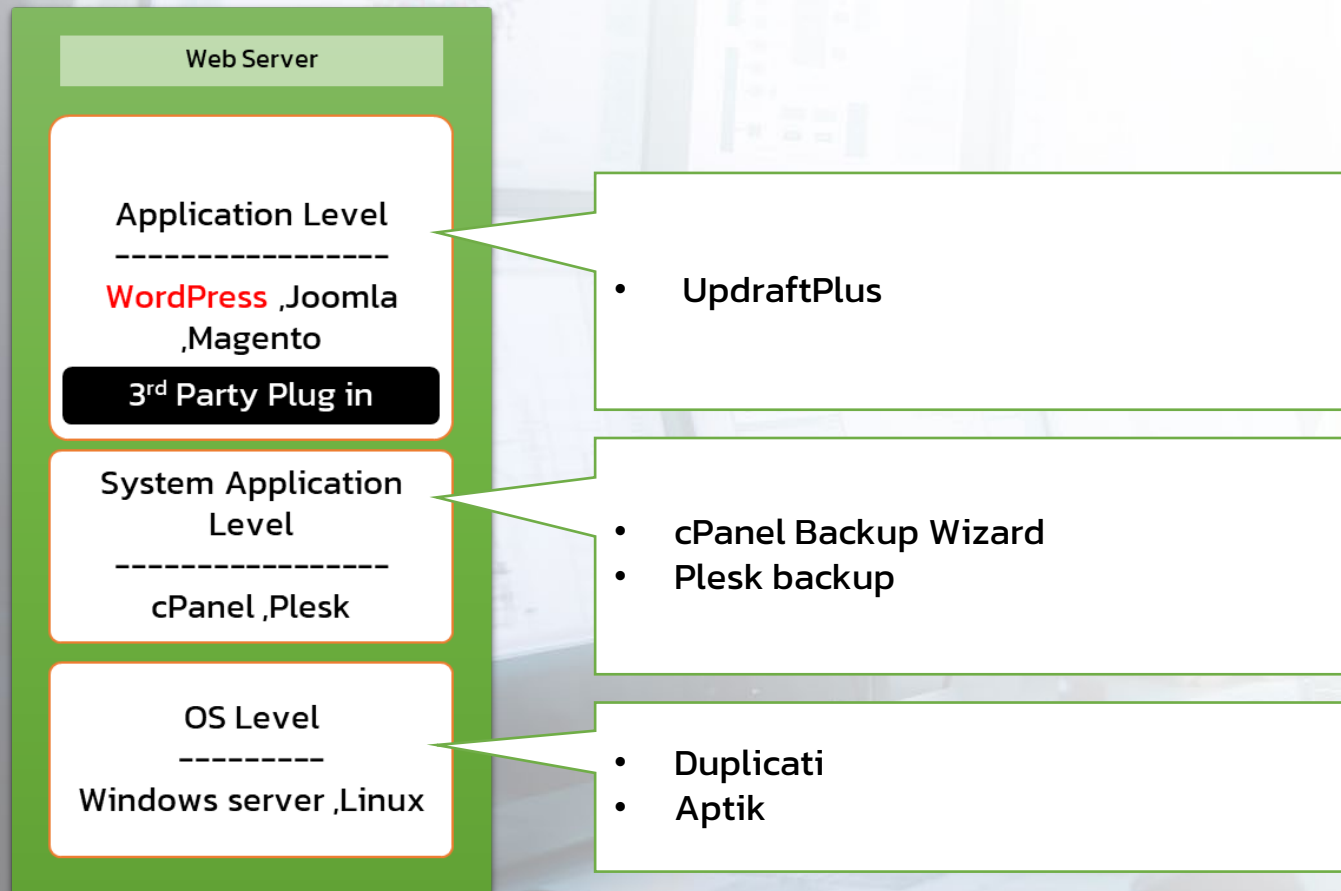 Web Server
Application Level
-----------------
WordPress ,Joomla
,Magento
3rd Party Plug in
System Application
Level
-----------------
cPanel ,Plesk
OS Level
---------
Windows server ,Linux
• UpdraftPlus
• cPanel Backup Wizard
• Plesk backup
• Duplicati
• Aptik